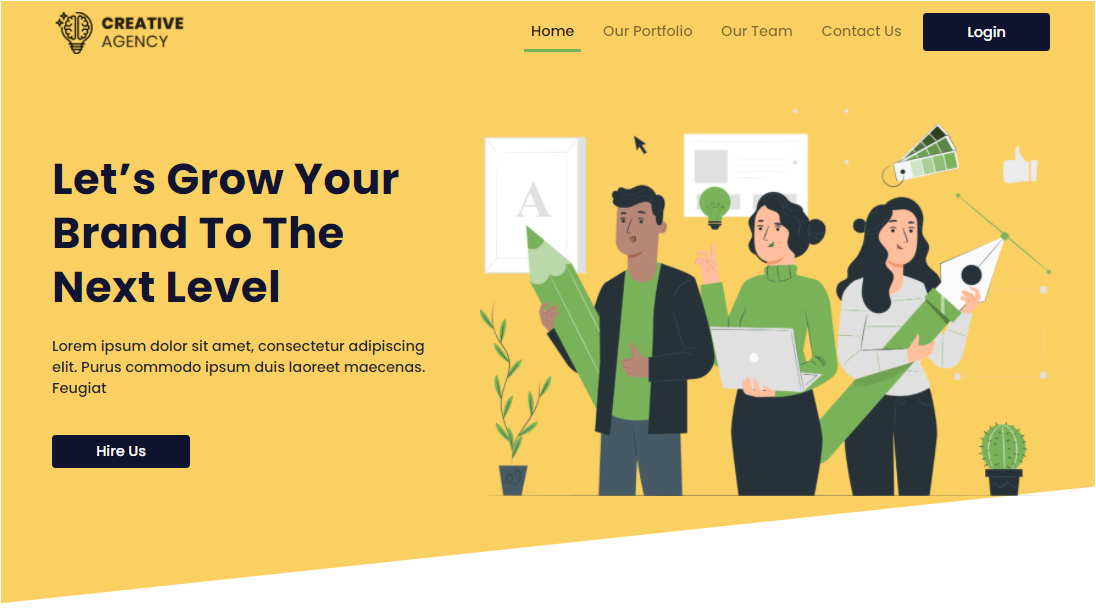 CREATIVE
AGENCY
Home Our Portfolio Our Team Contact Us Login
Let’s Grow Your
Brand To The
Next Level
Lorem ipsum dolor sit amet, consectetur adipiscing
elit. Purus commodo ipsum duis laoreet maecenas.
Feugiat
Hire Us
A